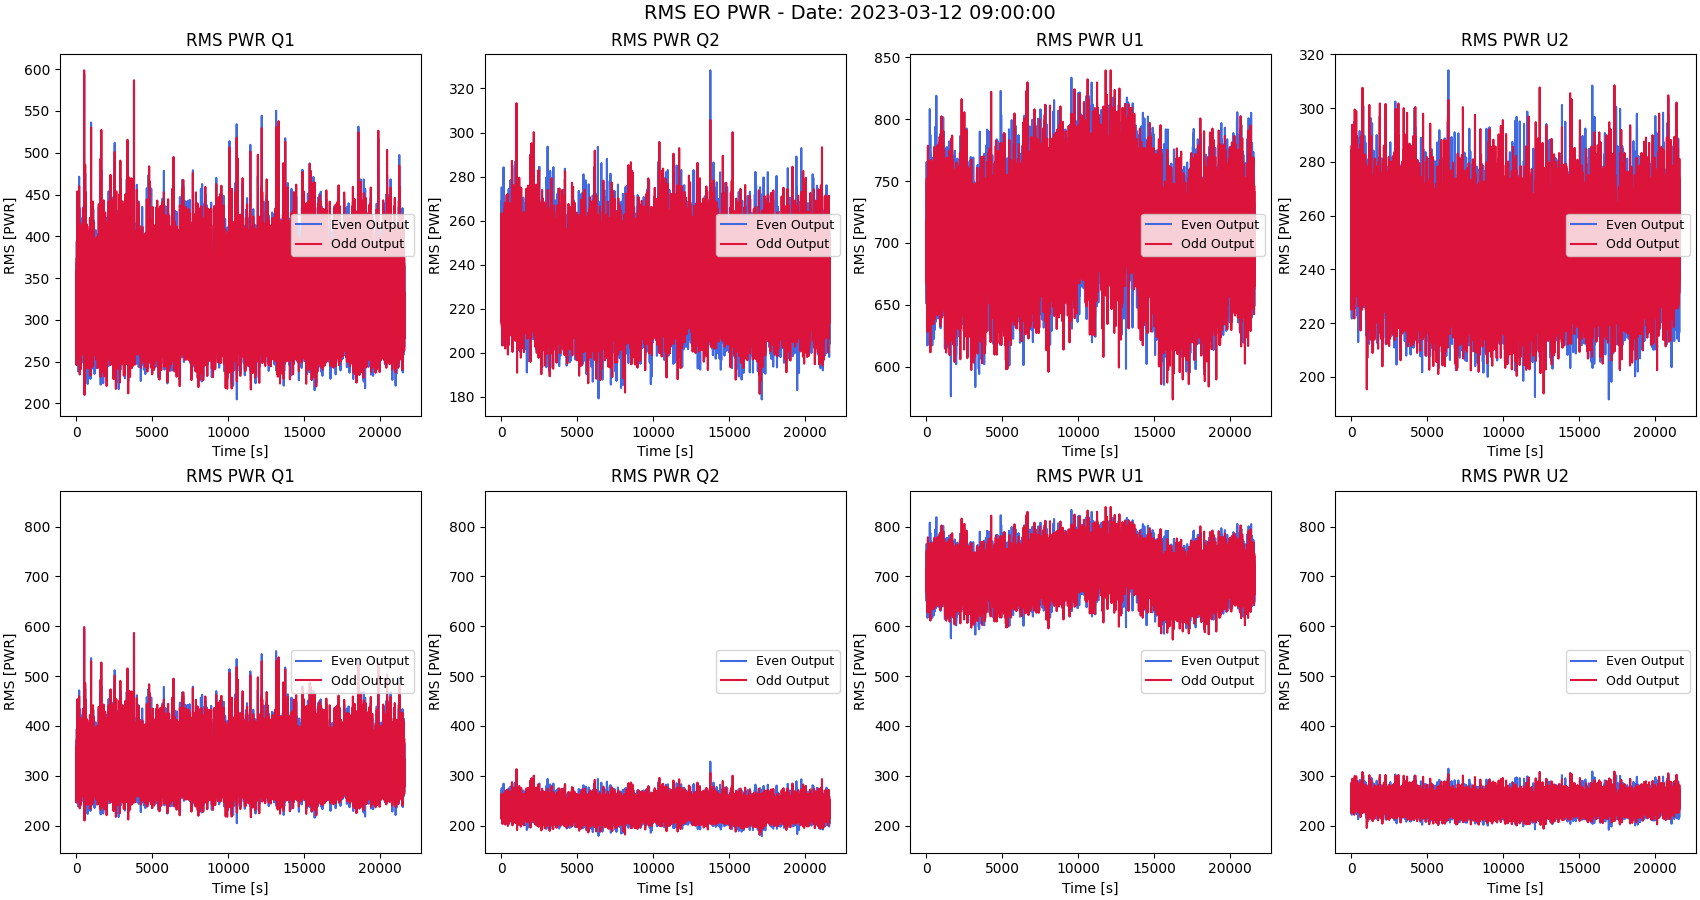 RMS EO PWR - Date: 2023-03-12 09:00:00
RMS PWR Q1
RMS [PWR]
600
550
500
450
400
350
300
250
200
Even Output
Odd Output
0 5000 10000 15000 20000
Time [s]
RMS PWR Q2
RMS [PWR]
320
300
280
260
240
220
200
180
Even Output
Odd Output
0 5000 10000 15000 20000
Time [s]
RMS PWR U1
RMS [PWR]
850
800
750
700
650
600
Even Output
Odd Output
0 5000 10000 15000 20000
Time [s]
RMS PWR U2
RMS [PWR]
320
300
280
260
240
220
200
Even Output
Odd Output
0 5000 10000 15000 20000
Time [s]
RMS PWR Q1
RMS [PWR]
800
700
600
500
400
300
200
Even Output
Odd Output
0 5000 10000 15000 20000
Time [s]
RMS PWR Q2
RMS [PWR]
800
700
600
500
400
300
200
Even Output
Odd Output
0 5000 10000 15000 20000
Time [s]
RMS PWR U1
RMS [PWR]
800
700
600
500
400
300
200
Even Output
Odd Output
0 5000 10000 15000 20000
Time [s]
RMS PWR U2
RMS [PWR]
800
700
600
500
400
300
200
Even Output
Odd Output
0 5000 10000 15000 20000
Time [s]